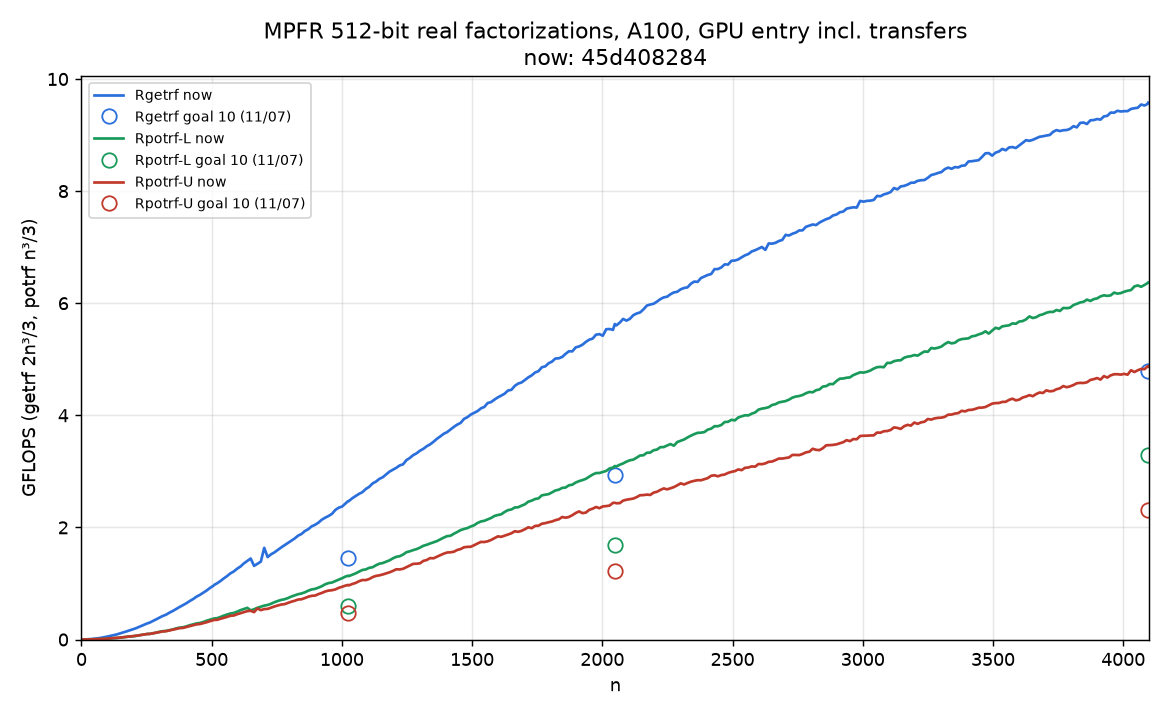 MPFR 512-bit real factorizations, A100, GPU entry incl. transfers
now: 45d408284
10
8
6
4
2
0
GFLOPS (getrf 2n³/3, potrf n³/3)
Rgetrf now
Rgetrf goal 10 (11/07)
Rpotrf-L now
Rpotrf-L goal 10 (11/07)
Rpotrf-U now
Rpotrf-U goal 10 (11/07)
0 500 1000 1500 2000 2500 3000 3500 4000
n